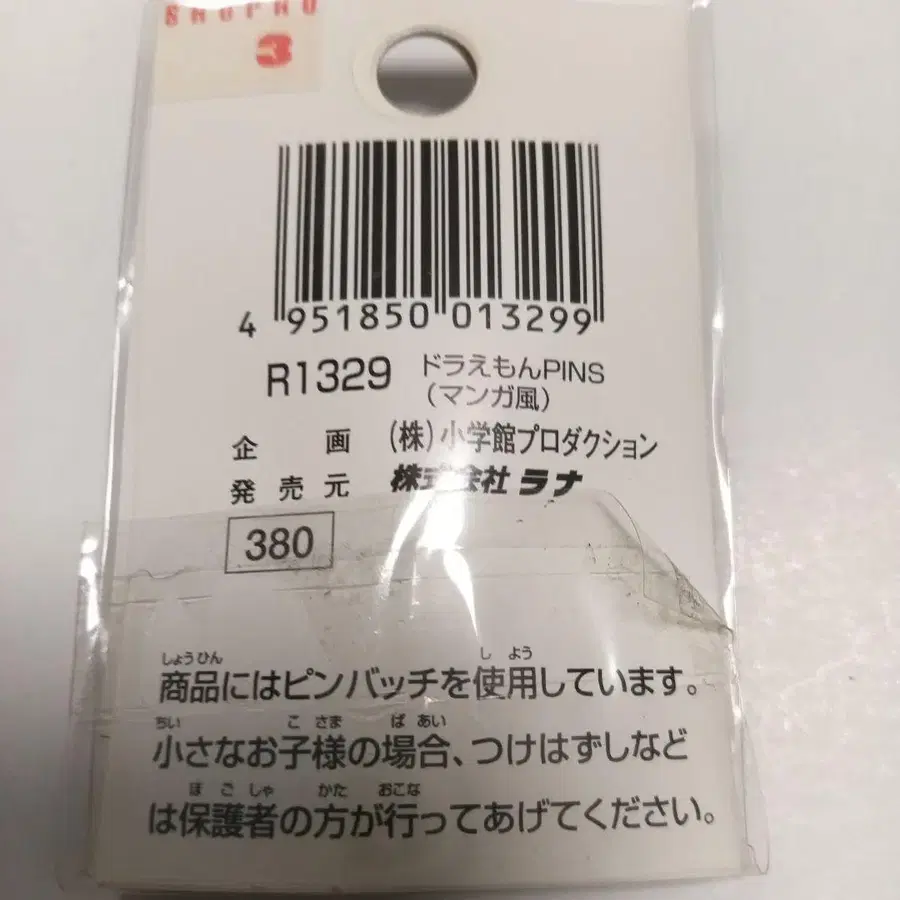 SHOPRO
3
4 951850 013299
R1329 ドラえもんPINS
(マンガ風)
企画 (株)小学館プロダクション
発売元 株式会社ラナ
380
しょうひん し よう
商品にはピンバッチを使用しています。
ちい こ さま ば あい
小さなお子様の場合、つけはずしなど
ほ ご しゃ かた おこな
は保護者の方が行ってあげてください。